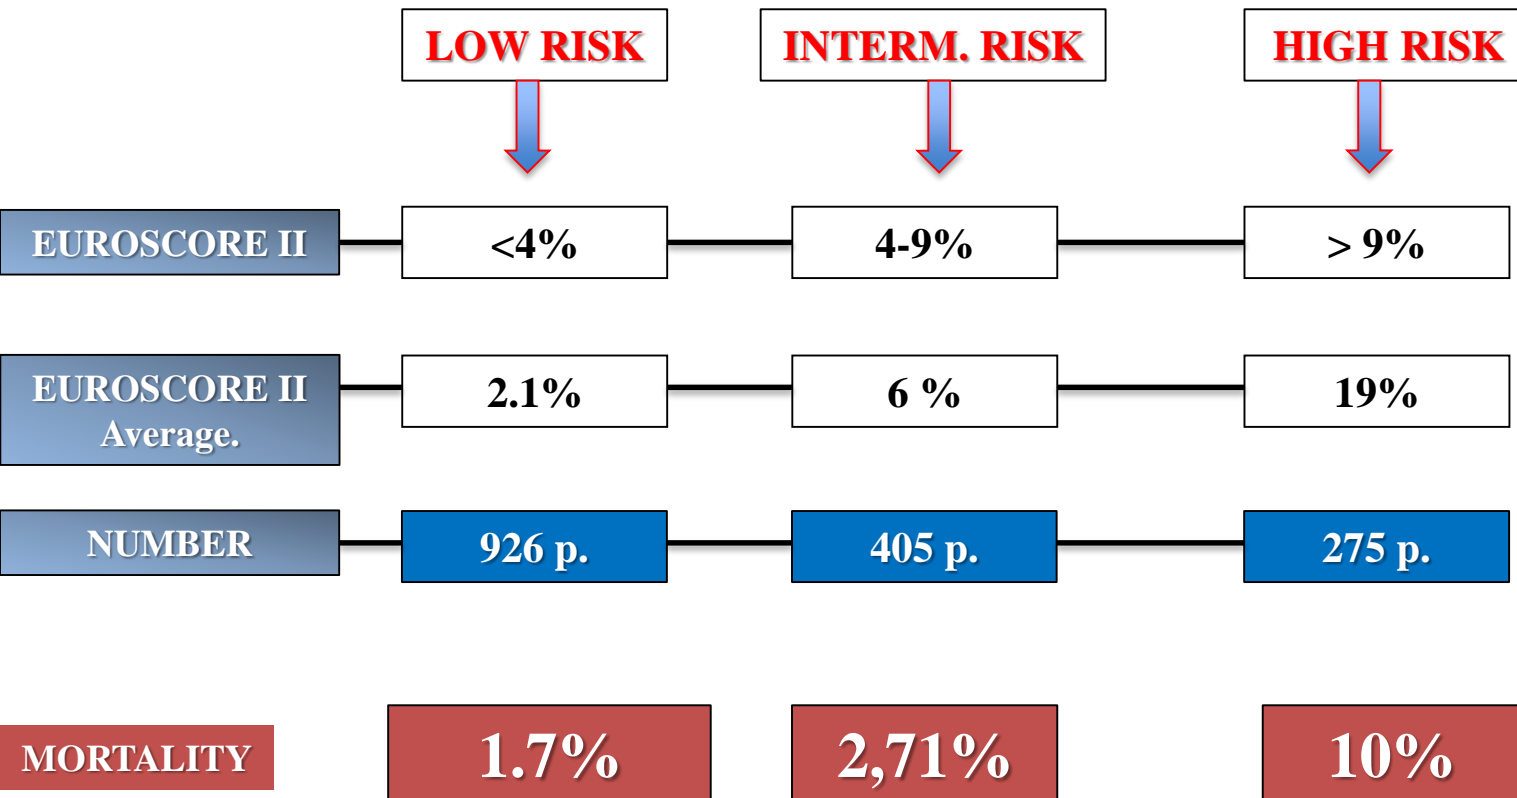 LOW RISK
INTERM. RISK
HIGH RISK
EUROSCORE II
<4%
4-9%
> 9%
EUROSCORE II
Average.
2.1%
6 %
19%
NUMBER
926 p.
405 p.
275 p.
MORTALITY
1.7%
2,71%
10%